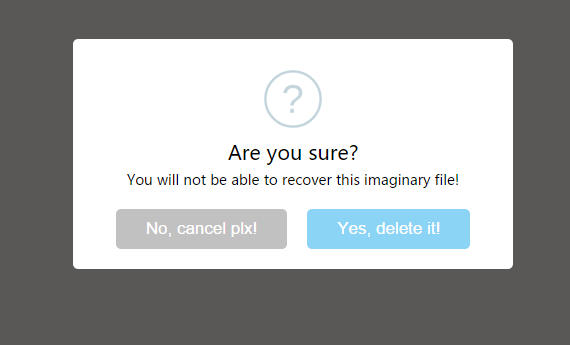 ?
Are you sure?
You will not be able to recover this imaginary file!
No, cancel plx!
Yes, delete it!